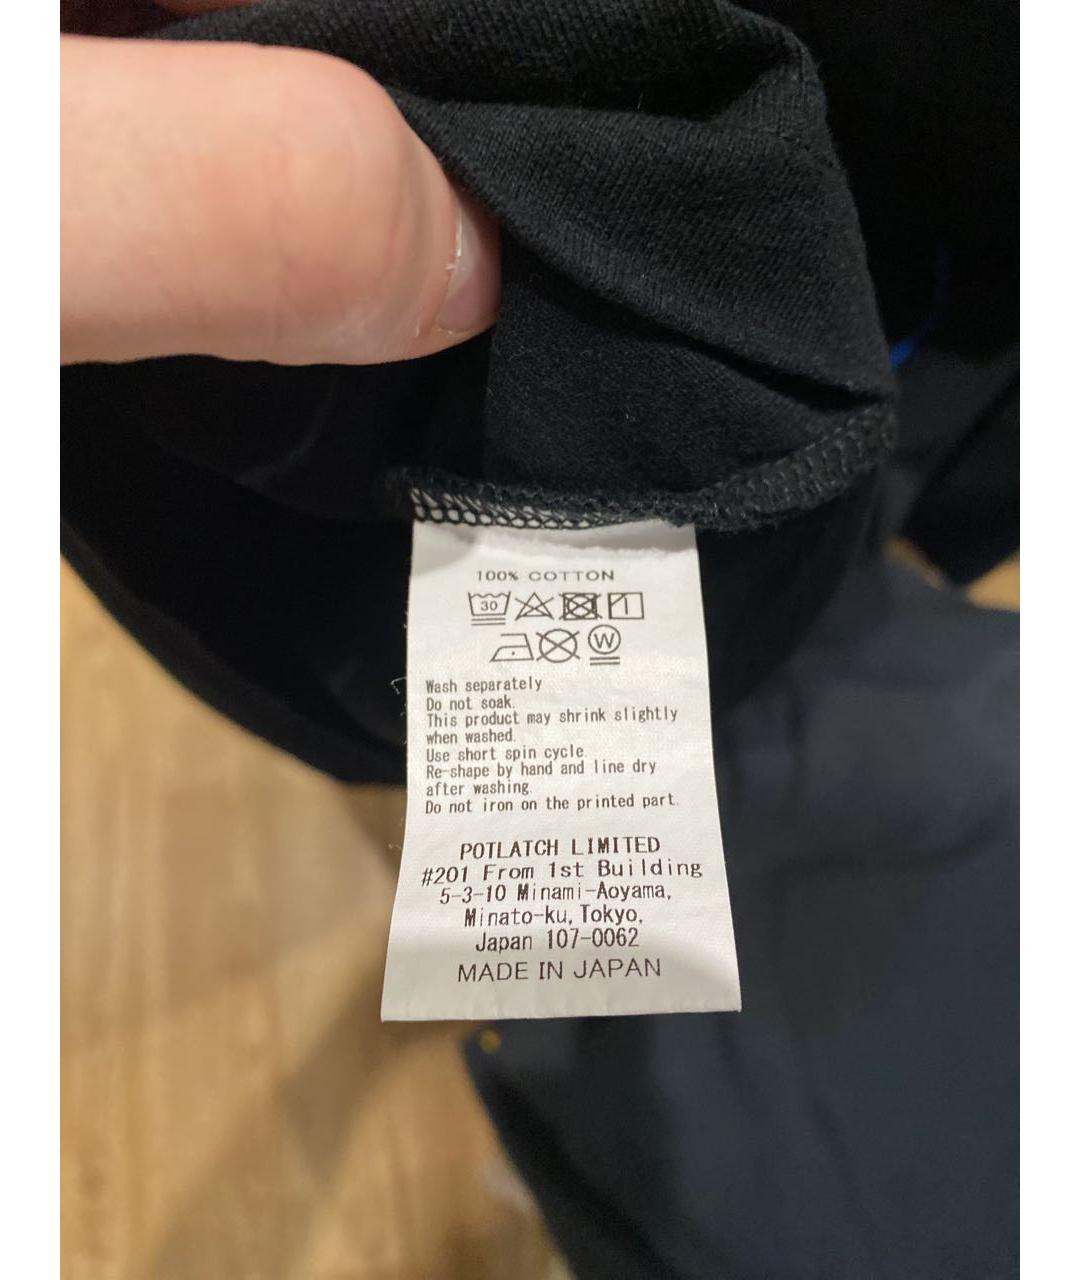 100% COTTON
30
W
Wash separately
Do not soak.
This product may shrink slightly
when washed.
Use short spin cycle.
Re-shape by hand and line dry
after washing.
Do not iron on the printed part.
POTLATCH LIMITED
#201 From 1st Building
5-3-10 Minami-Aoyama,
Minato-ku, Tokyo,
Japan 107-0062
MADE IN JAPAN